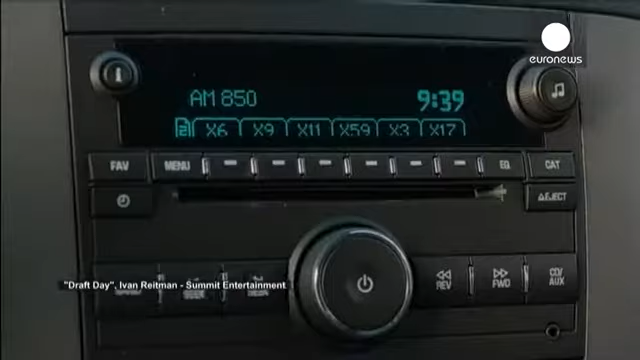 euronews
AM 850
9:39
2 X6 X9 X11 X59 X3 X17
FAV MENU EQ CAT
EJECT
REV FWD CD/AUX
"Draft Day", Ivan Reitman - Summit Entertainment